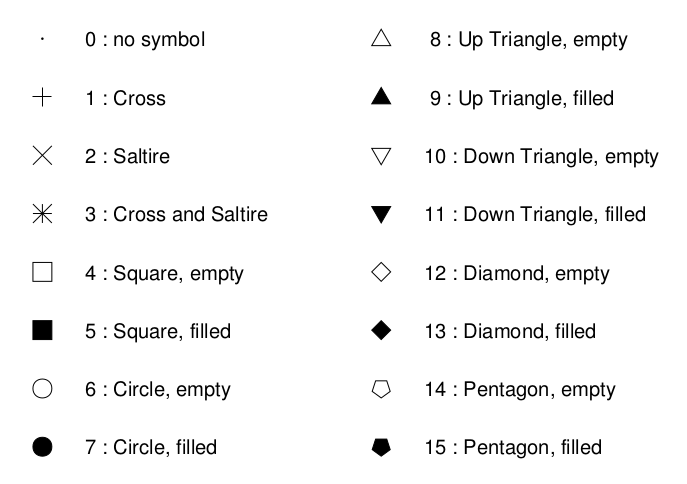 0 : no symbol
1 : Cross
2 : Saltire
3 : Cross and Saltire
4 : Square, empty
5 : Square, filled
6 : Circle, empty
7 : Circle, filled
8 : Up Triangle, empty
9 : Up Triangle, filled
10 : Down Triangle, empty
11 : Down Triangle, filled
12 : Diamond, empty
13 : Diamond, filled
14 : Pentagon, empty
15 : Pentagon, filled